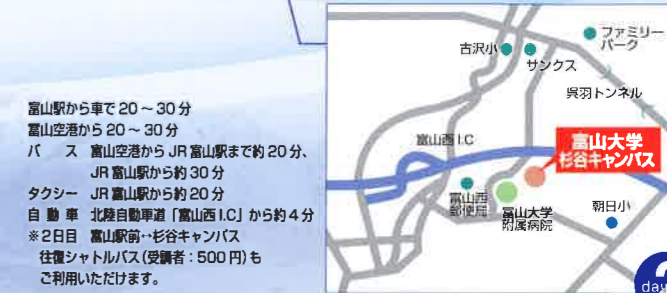 富山駅から車で20～30分
富山空港から20～30分
バス 富山空港からJR富山駅まで約20分、
JR富山駅から約30分
タクシー JR富山駅から約20分
自動車 北陸自動車道「富山西I.C」から約4分
※2日目 富山駅前↔杉谷キャンパス
往復シャトルバス(受講者：500円)も
ご利用いただけます。
ファミリー
パーク
古沢小
サンクス
呉羽トンネル
富山西I.C
富山大学
杉谷キャンパス
富山西
郵便局
富山大学
附属病院
朝日小
day